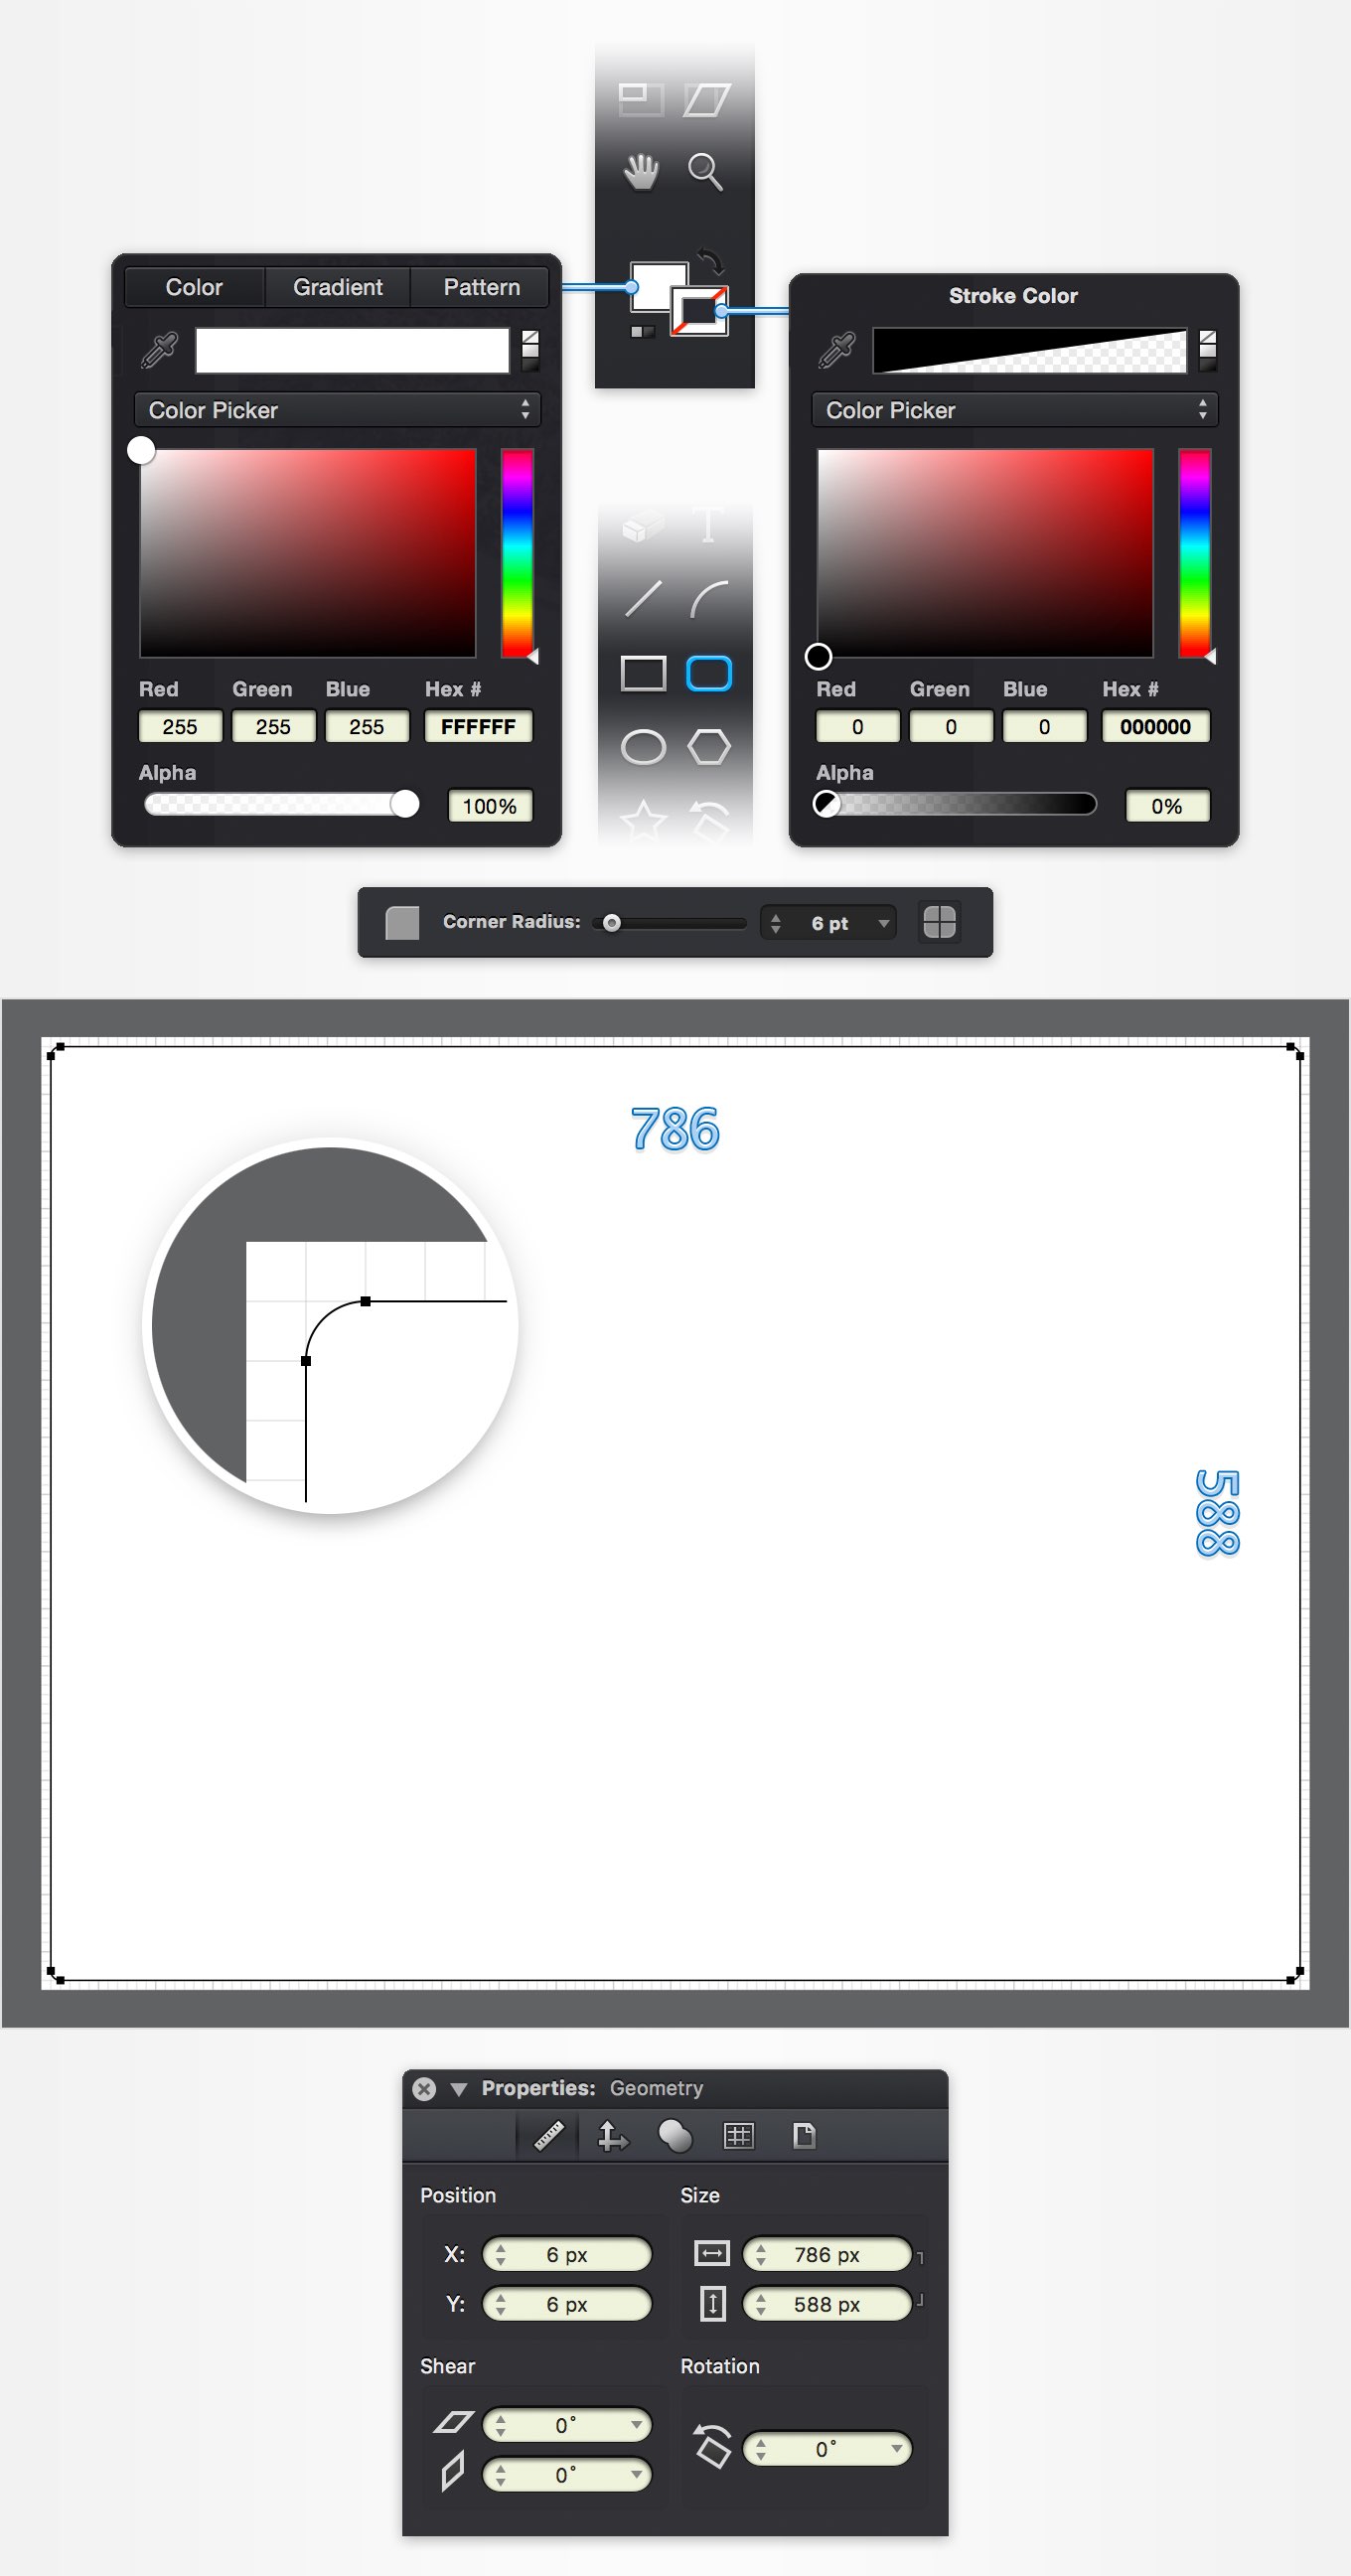 Color Gradient Pattern
Color Picker
Red Green Blue Hex #
255 255 255 FFFFFF
Alpha
100%
T
Stroke Color
Color Picker
Red Green Blue Hex #
0 0 0 000000
Alpha
0%
Corner Radius: 6 pt
786
588
Properties: Geometry
Position
X: 6 px
Y: 6 px
Size
786 px
588 px
Shear
0°
0°
Rotation
0°